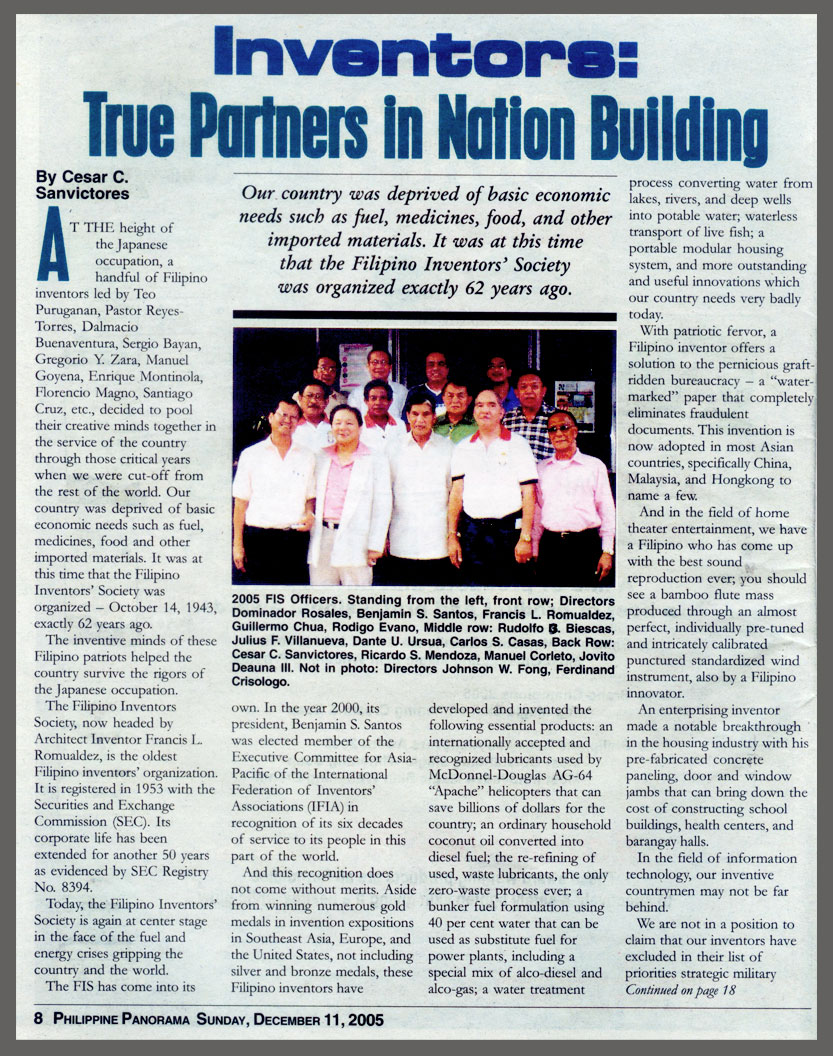 Inventors:
True Partners in Nation Building
By Cesar C.
Sanvictores
AT THE height of
the Japanese
occupation, a
handful of Filipino
inventors led by Teo
Puruganan, Pastor Reyes-
Torres, Dalmacio
Buenaventura, Sergio Bayan,
Gregorio Y. Zara, Manuel
Goyena, Enrique Montinola,
Florencio Magno, Santiago
Cruz, etc., decided to pool
their creative minds together in
the service of the country
through those critical years
when we were cut-off from
the rest of the world. Our
country was deprived of basic
economic needs such as fuel,
medicines, food and other
imported materials. It was at
this time that the Filipino
Inventors' Society was
organized – October 14, 1943,
exactly 62 years ago.
The inventive minds of these
Filipino patriots helped the
country survive the rigors of
the Japanese occupation.
The Filipino Inventors
Society, now headed by
Architect Inventor Francis L.
Romualdez, is the oldest
Filipino inventors' organization.
It is registered in 1953 with the
Securities and Exchange
Commission (SEC). Its
corporate life has been
extended for another 50 years
as evidenced by SEC Registry
No. 8394.
Today, the Filipino Inventors'
Society is again at center stage
in the face of the fuel and
energy crises gripping the
country and the world.
The FIS has come into its
Our country was deprived of basic economic
needs such as fuel, medicines, food, and other
imported materials. It was at this time
that the Filipino Inventors' Society
was organized exactly 62 years ago.
2005 FIS Officers. Standing from the left, front row; Directors
Dominador Rosales, Benjamin S. Santos, Francis L. Romualdez,
Guillermo Chua, Rodigo Evano, Middle row: Rudolfo G. Biescas,
Julius F. Villanueva, Dante U. Ursua, Carlos S. Casas, Back Row:
Cesar C. Sanvictores, Ricardo S. Mendoza, Manuel Corleto, Jovito
Deauna III. Not in photo: Directors Johnson W. Fong, Ferdinand
Crisologo.
own. In the year 2000, its
president, Benjamin S. Santos
was elected member of the
Executive Committee for Asia-
Pacific of the International
Federation of Inventors'
Associations (IFIA) in
recognition of its six decades
of service to its people in this
part of the world.
And this recognition does
not come without merits. Aside
from winning numerous gold
medals in invention expositions
in Southeast Asia, Europe, and
the United States, not including
silver and bronze medals, these
Filipino inventors have
developed and invented the
following essential products: an
internationally accepted and
recognized lubricants used by
McDonnel-Douglas AG-64
"Apache" helicopters that can
save billions of dollars for the
country; an ordinary household
coconut oil converted into
diesel fuel; the re-refining of
used, waste lubricants, the only
zero-waste process ever; a
bunker fuel formulation using
40 per cent water that can be
used as substitute fuel for
power plants, including a
special mix of alco-diesel and
alco-gas; a water treatment
process converting water from
lakes, rivers, and deep wells
into potable water; waterless
transport of live fish; a
portable modular housing
system, and more outstanding
and useful innovations which
our country needs very badly
today.
With patriotic fervor, a
Filipino inventor offers a
solution to the pernicious graft-
ridden bureaucracy – a "water-
marked" paper that completely
eliminates fraudulent
documents. This invention is
now adopted in most Asian
countries, specifically China,
Malaysia, and Hongkong to
name a few.
And in the field of home
theater entertainment, we have
a Filipino who has come up
with the best sound
reproduction ever; you should
see a bamboo flute mass
produced through an almost
perfect, individually pre-tuned
and intricately calibrated
punctured standardized wind
instrument, also by a Filipino
innovator.
An enterprising inventor
made a notable breakthrough
in the housing industry with his
pre-fabricated concrete
paneling, door and window
jambs that can bring down the
cost of constructing school
buildings, health centers, and
barangay halls.
In the field of information
technology, our inventive
countrymen may not be far
behind.
We are not in a position to
claim that our inventors have
excluded in their list of
priorities strategic military
Continued on page 18
8 PHILIPPINE PANORAMA SUNDAY, DECEMBER 11, 2005